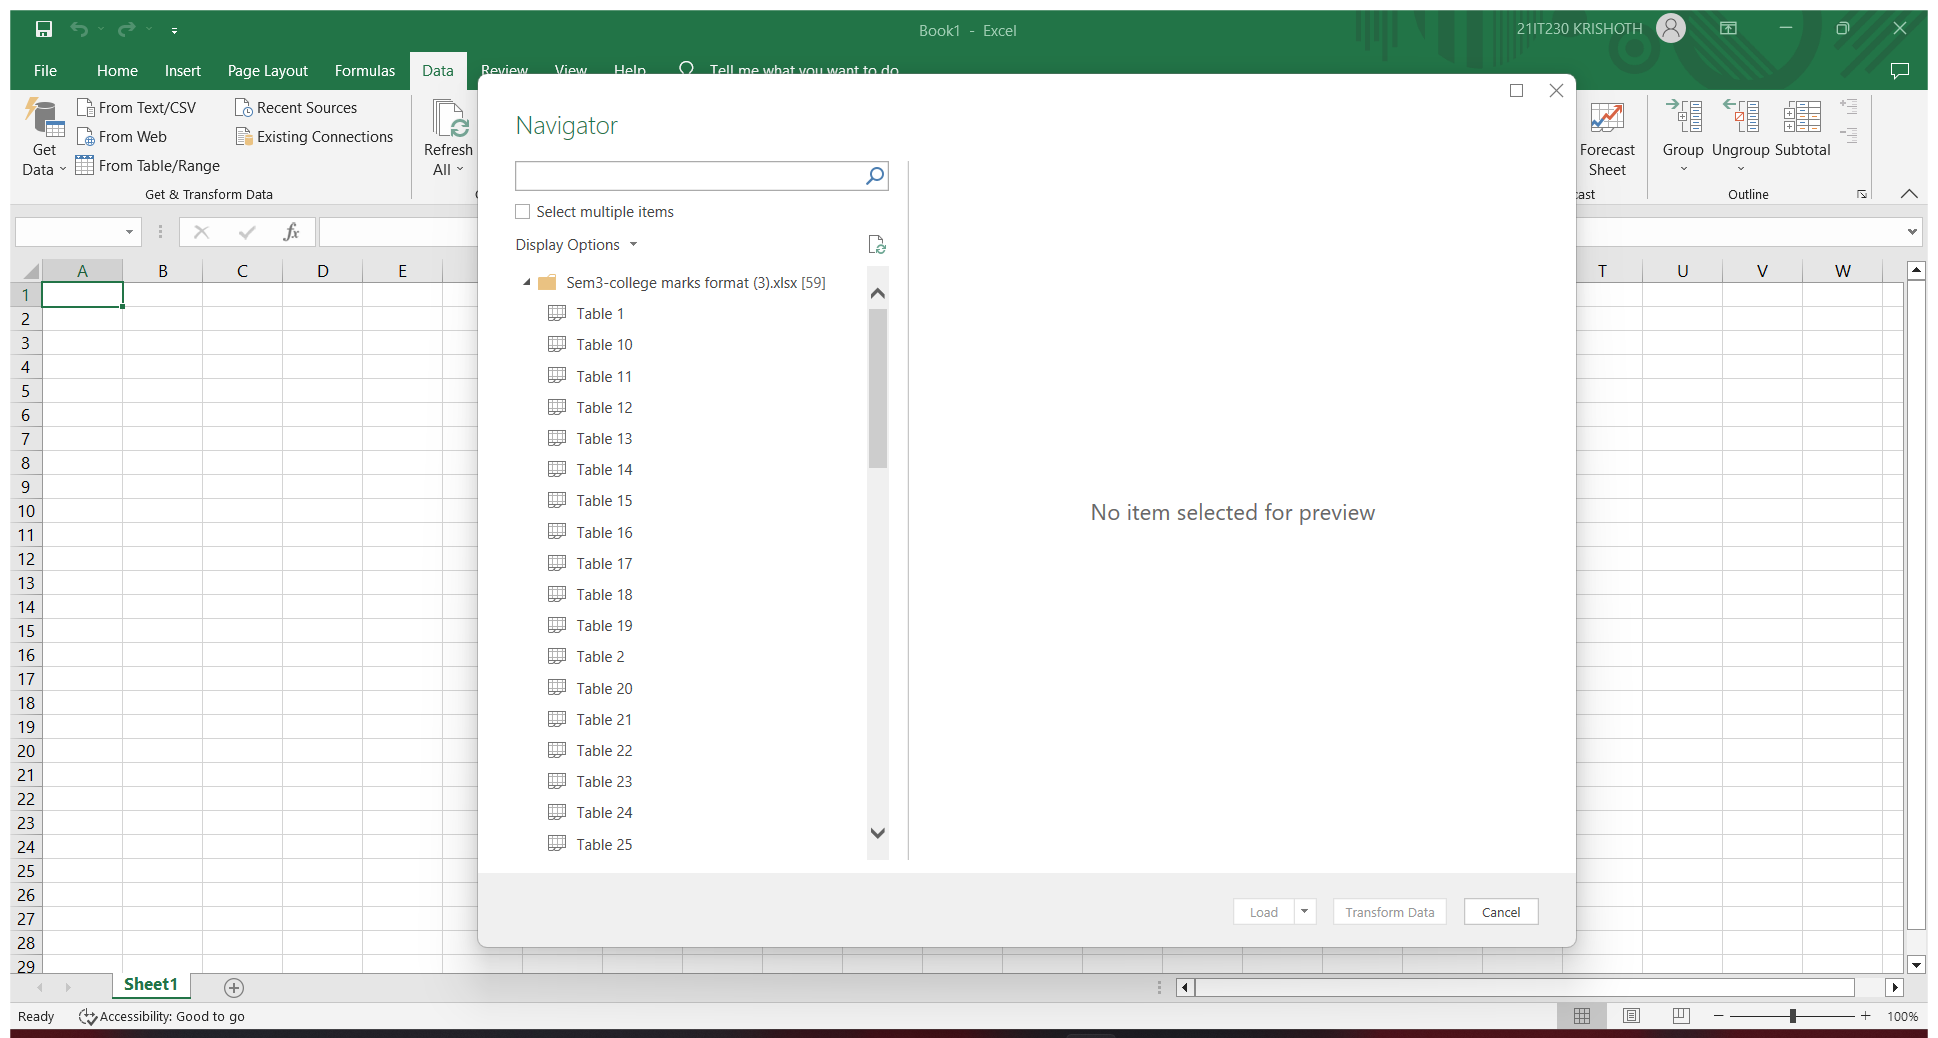 Book1 - Excel
21IT230 KRISHOTH
File Home Insert Page Layout Formulas Data Review View Help Tell me what you want to do
Get Data
From Text/CSV
From Web
From Table/Range
Recent Sources
Existing Connections
Get & Transform Data
Refresh All
Forecast Sheet
cast
Group Ungroup Subtotal
Outline
fx
A B C D E T U V W
1
2
3
4
5
6
7
8
9
10
11
12
13
14
15
16
17
18
19
20
21
22
23
24
25
26
27
28
29
Navigator
Select multiple items
Display Options
Sem3-college marks format (3).xlsx [59]
Table 1
Table 10
Table 11
Table 12
Table 13
Table 14
Table 15
Table 16
Table 17
Table 18
Table 19
Table 2
Table 20
Table 21
Table 22
Table 23
Table 24
Table 25
No item selected for preview
Load Transform Data Cancel
Sheet1
Ready Accessibility: Good to go
100%